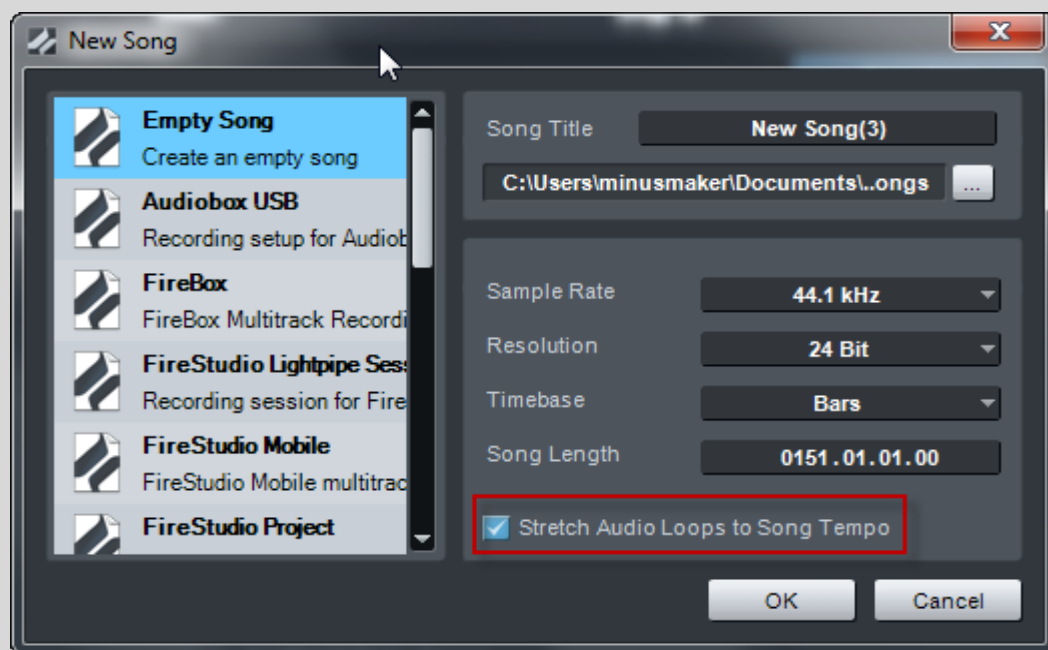 New Song
Empty Song
Create an empty song
Audiobox USB
Recording setup for Audiob
FireBox
FireBox Multitrack Recordi
FireStudio Lightpipe Sess
Recording session for Fire
FireStudio Mobile
FireStudio Mobile multitrac
FireStudio Project
Song Title New Song(3)
C:\Users\minusmaker\Documents\..ongs ...
Sample Rate 44.1 kHz
Resolution 24 Bit
Timebase Bars
Song Length 0151.01.01.00
Stretch Audio Loops to Song Tempo
OK Cancel